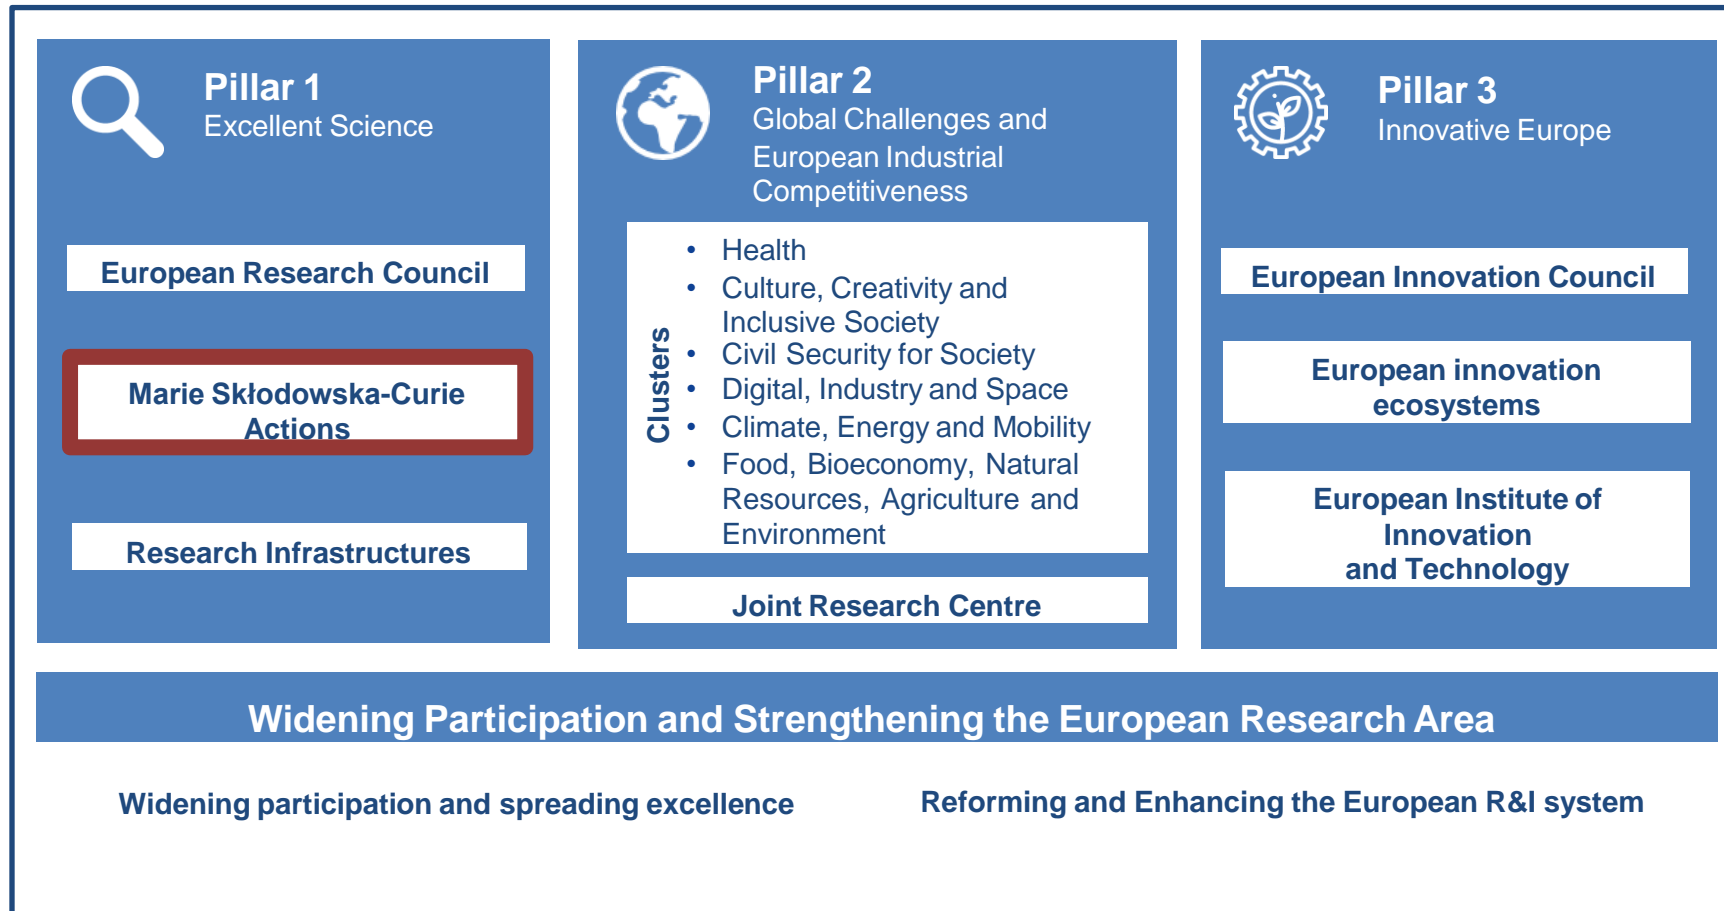 Pillar 1
Excellent Science
European Research Council
Marie Skłodowska-Curie
Actions
Research Infrastructures
Pillar 2
Global Challenges and
European Industrial
Competitiveness
Clusters
• Health
• Culture, Creativity and
Inclusive Society
• Civil Security for Society
• Digital, Industry and Space
• Climate, Energy and Mobility
• Food, Bioeconomy, Natural
Resources, Agriculture and
Environment
Joint Research Centre
Pillar 3
Innovative Europe
European Innovation Council
European innovation
ecosystems
European Institute of
Innovation
and Technology
Widening Participation and Strengthening the European Research Area
Widening participation and spreading excellence
Reforming and Enhancing the European R&I system